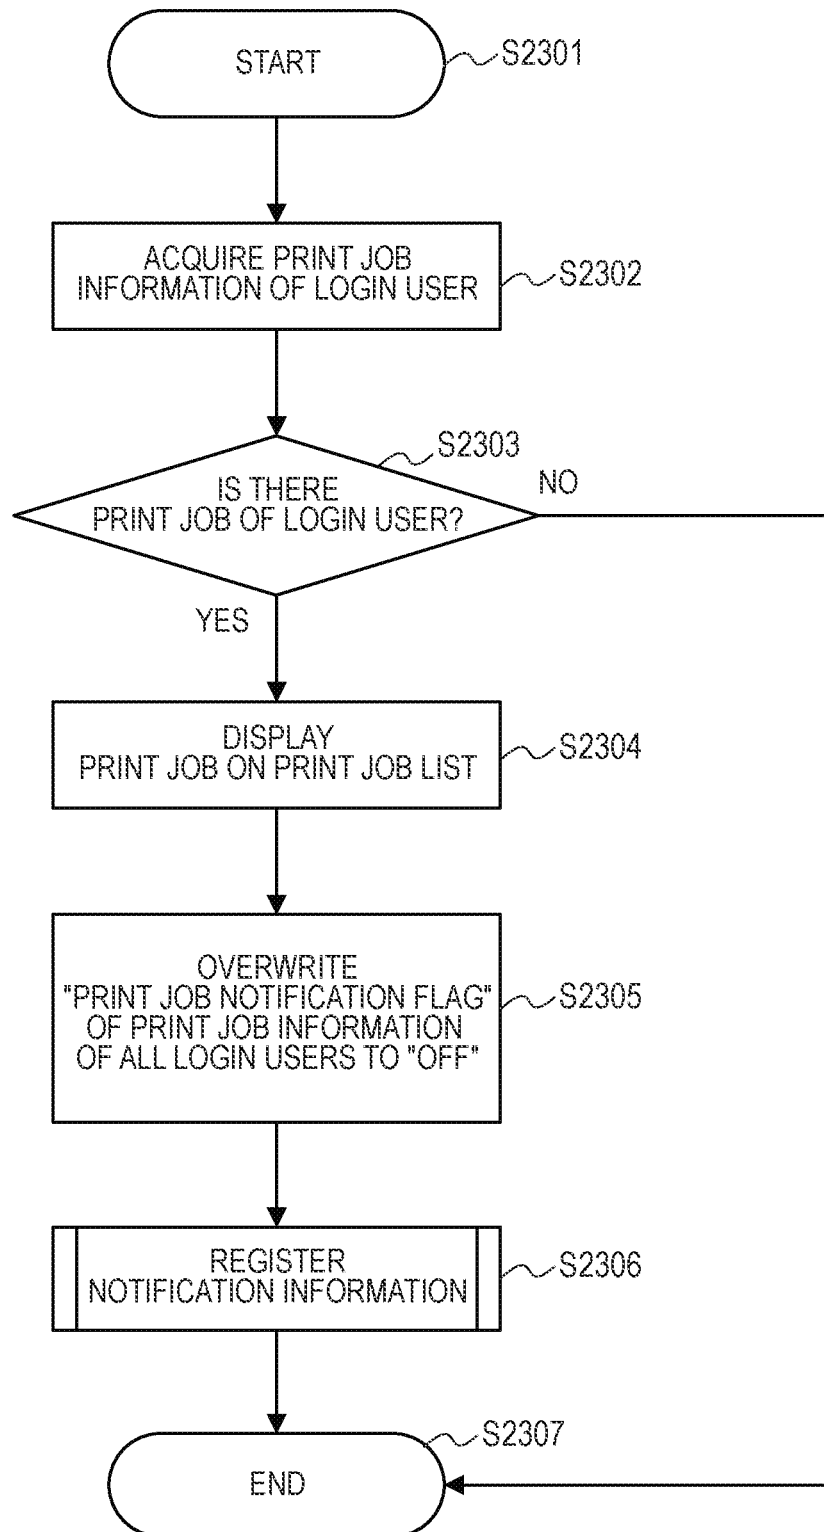 START
S2301
ACQUIRE PRINT JOB
INFORMATION OF LOGIN USER
S2302
S2303
IS THERE
PRINT JOB OF LOGIN USER?
NO
YES
DISPLAY
PRINT JOB ON PRINT JOB LIST
S2304
OVERWRITE
"PRINT JOB NOTIFICATION FLAG"
OF PRINT JOB INFORMATION
OF ALL LOGIN USERS TO "OFF"
S2305
REGISTER
NOTIFICATION INFORMATION
S2306
S2307
END